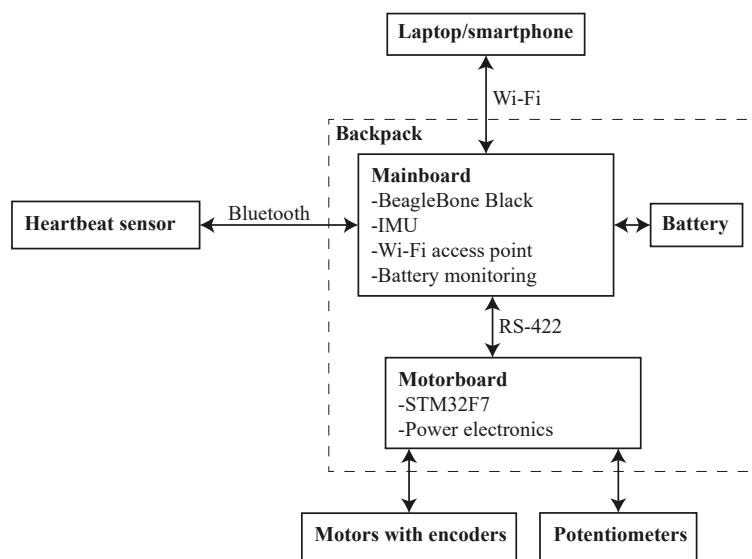 Laptop/smartphone
Wi-Fi
Backpack
Mainboard
-BeagleBone Black
-IMU
-Wi-Fi access point
-Battery monitoring
Heartbeat sensor
Bluetooth
Battery
RS-422
Motorboard
-STM32F7
-Power electronics
Motors with encoders
Potentiometers